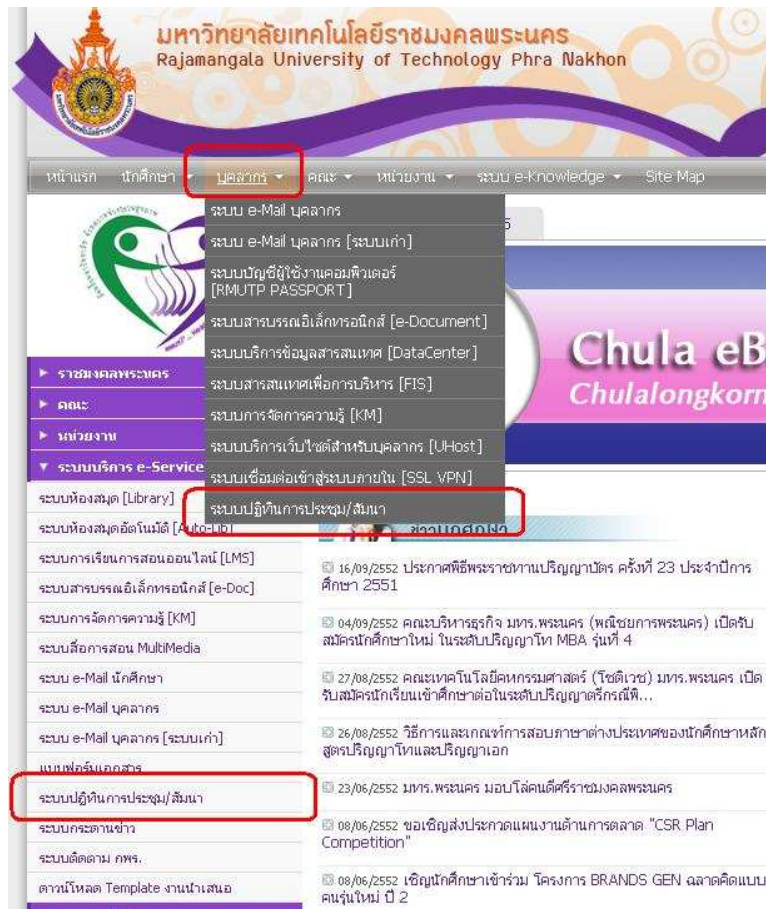 มหาวิทยาลัยเทคโนโลยีราชมงคลพระนคร
Rajamangala University of Technology Phra Nakhon
หน้าแรก นักศึกษา บุคลากร คณะ หน่วยงาน ระบบ e-Knowledge Site Map
ระบบ e-Mail บุคลากร
ระบบ e-Mail บุคลากร [ระบบเก่า]
ระบบบัญชีผู้ใช้งานคอมพิวเตอร์
[RMUTP PASSPORT]
ระบบสารบรรณอิเล็กทรอนิกส์ [e-Document]
ระบบบริการข้อมูลสารสนเทศ [DataCenter]
ระบบสารสนเทศเพื่อการบริหาร [FIS]
ระบบการจัดการความรู้ [KM]
ระบบบริการเว็บไซต์สำหรับบุคลากร [UHost]
ระบบเชื่อมต่อเข้าสู่ระบบภายใน [SSL VPN]
ระบบปฏิทินการประชุม/สัมนา
5
Chula eB
Chulalongkorn
ราชมงคลพระนคร
คณะ
หน่วยงาน
ระบบบริการ e-Service
ระบบห้องสมุด [Library]
ระบบห้องสมุดอัตโนมัติ [Auto-Lib]
ระบบการเรียนการสอนออนไลน์ [LMS]
ระบบสารบรรณอิเล็กทรอนิกส์ [e-Doc]
ระบบการจัดการความรู้ [KM]
ระบบสื่อการสอน MultiMedia
ระบบ e-Mail นักศึกษา
ระบบ e-Mail บุคลากร
ระบบ e-Mail บุคลากร [ระบบเก่า]
แบบฟอร์มเอกสาร
ระบบปฏิทินการประชุม/สัมนา
ระบบกระดานข่าว
ระบบติดตาม กพร.
ดาวน์โหลด Template งานนำเสนอ
ข่าวนักศึกษา
16/09/2552 ประกาศพิธีพระราชทานปริญญาบัตร ครั้งที่ 23 ประจำปีการ
ศึกษา 2551
04/09/2552 คณะบริหารธุรกิจ มทร.พระนคร (พณิชยการพระนคร) เปิดรับ
สมัครนักศึกษาใหม่ ในระดับปริญญาโท MBA รุ่นที่ 4
27/08/2552 คณะเทคโนโลยีคหกรรมศาสตร์ (โชติเวช) มทร.พระนคร เปิด
รับสมัครนักเรียนเข้าศึกษาต่อในระดับปริญญาตรีกรณีพิ...
26/08/2552 วิธีการและเกณฑ์การสอบภาษาต่างประเทศของนักศึกษาหลัก
สูตรปริญญาโทและปริญญาเอก
23/06/2552 มทร.พระนคร มอบโล่คนดีศรีราชมงคลพระนคร
08/06/2552 ขอเชิญส่งประกวดแผนงานด้านการตลาด "CSR Plan
Competition"
08/06/2552 เชิญนักศึกษาเข้าร่วม โครงการ BRANDS GEN ฉลาดคิดแบบ
คนรุ่นใหม่ ปี 2